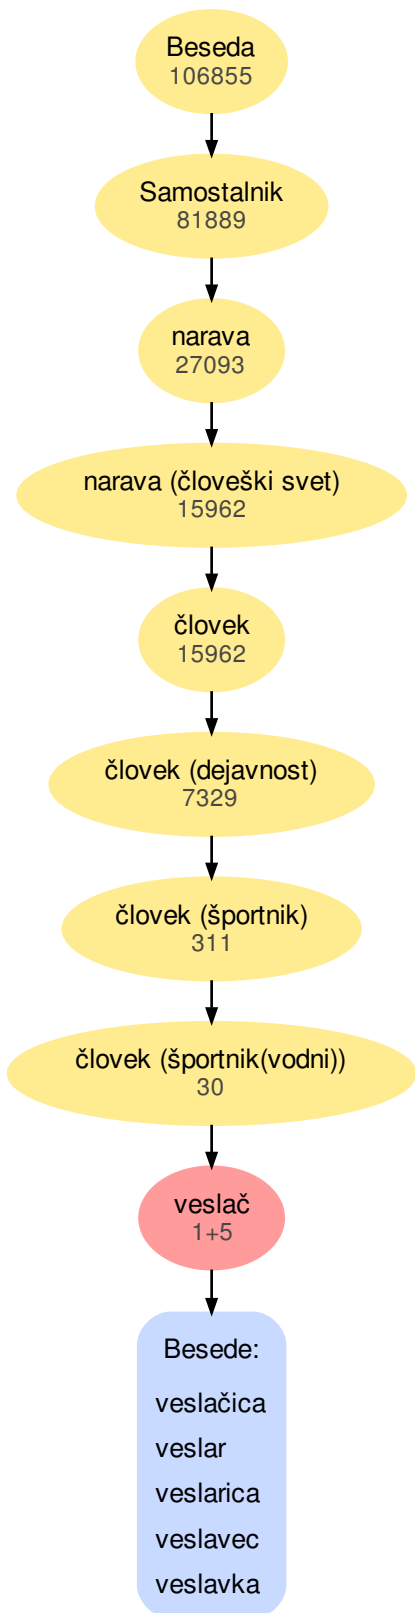 Beseda
106855
Samostalnik
81889
narava
27093
narava (človeški svet)
15962
človek
15962
človek (dejavnost)
7329
človek (športnik)
311
človek (športnik(vodni))
30
veslač
1+5
Besede:
veslačica
veslar
veslarica
veslavec
veslavka